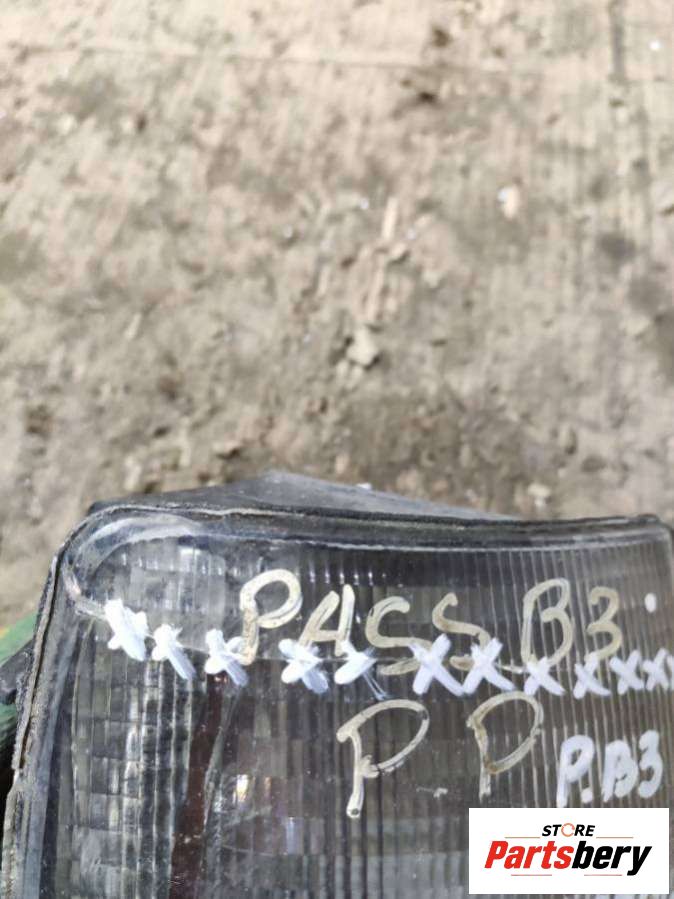 PASS B3.
x x x x x x x x x x x
P P P.B3
STORE
Partsbery